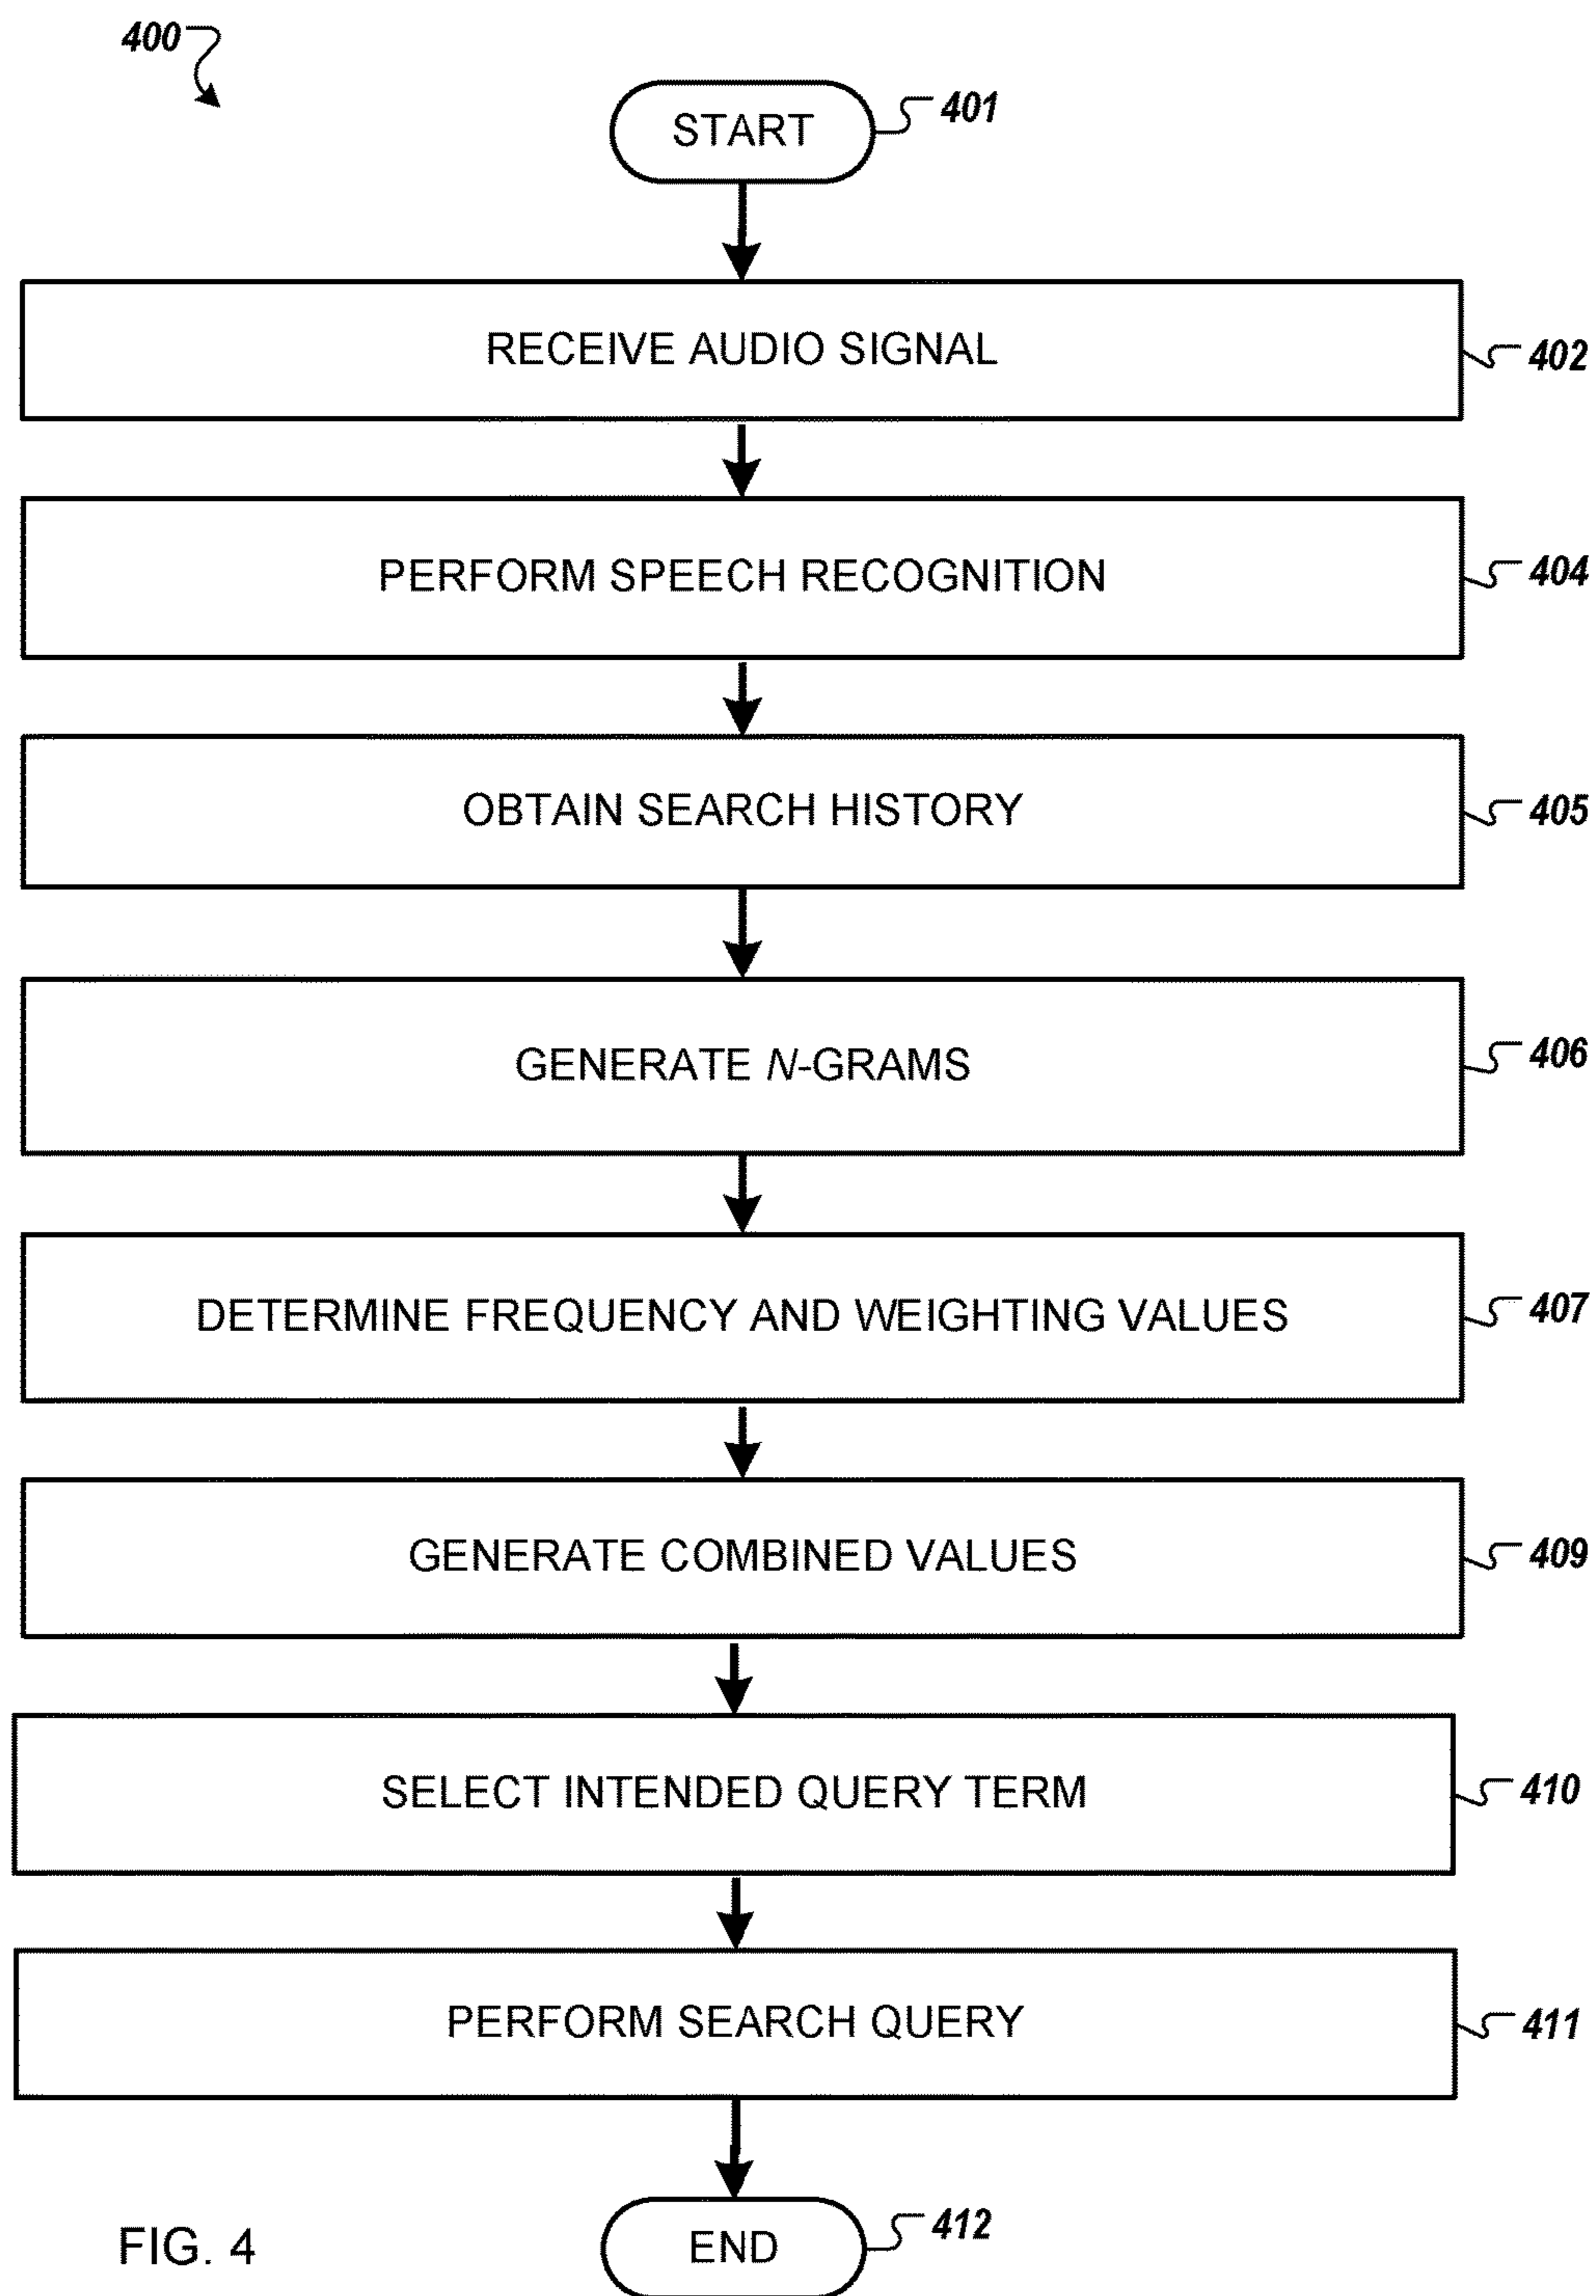 400
START
401
RECEIVE AUDIO SIGNAL
402
PERFORM SPEECH RECOGNITION
404
OBTAIN SEARCH HISTORY
405
GENERATE N-GRAMS
406
DETERMINE FREQUENCY AND WEIGHTING VALUES
407
GENERATE COMBINED VALUES
409
SELECT INTENDED QUERY TERM
410
PERFORM SEARCH QUERY
411
END
412
FIG. 4